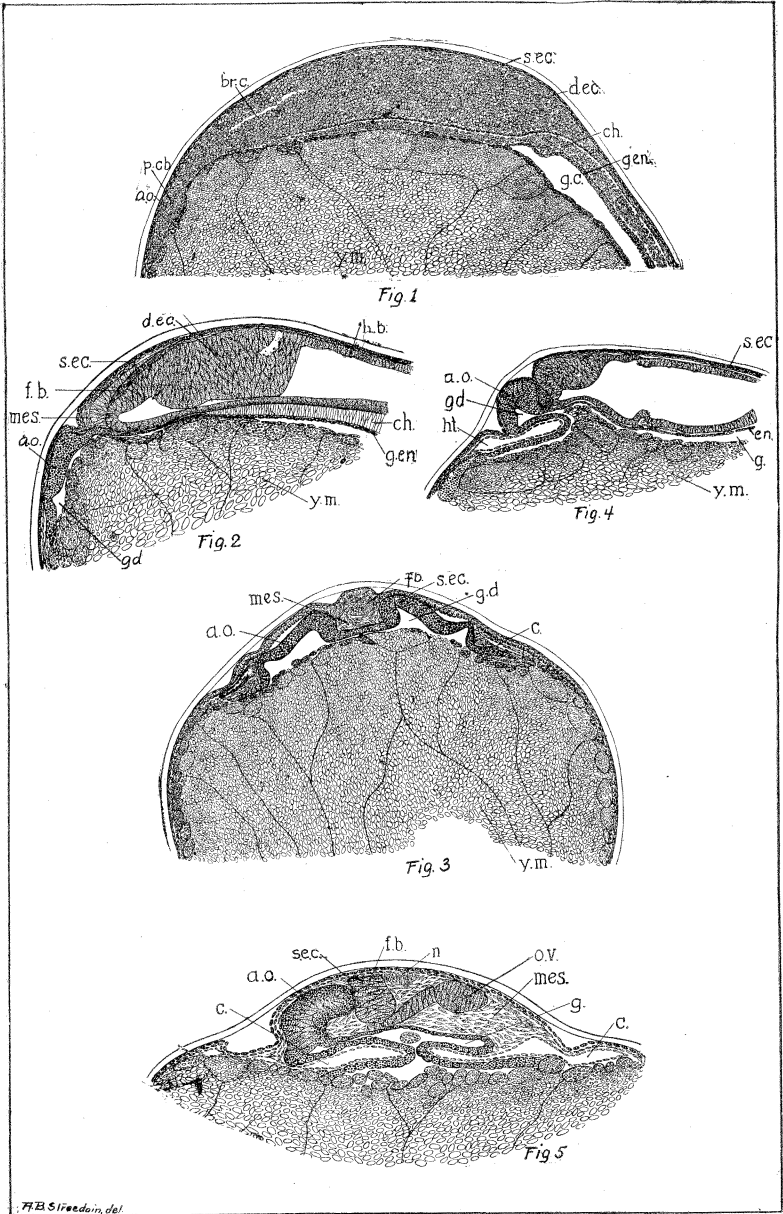 s.ec.
br.c.
d.ec.
ch.
p.cb
g.en.
g.c.
a.o.
y.m.
Fig. 1
d.ec.
h.b.
s.ec.
f.b.
mes.
a.o.
ch.
g.en
y.m.
gd
Fig. 2
s.ec
a.o.
gd
ht.
en.
g.
y.m.
Fig. 4
f.b.
s.ec.
mes.
g.d
a.o.
c.
Fig. 3
y.m.
f.b.
s.ec.
n
o.v.
a.o.
mes.
c.
g.
c.
Fig 5
del.